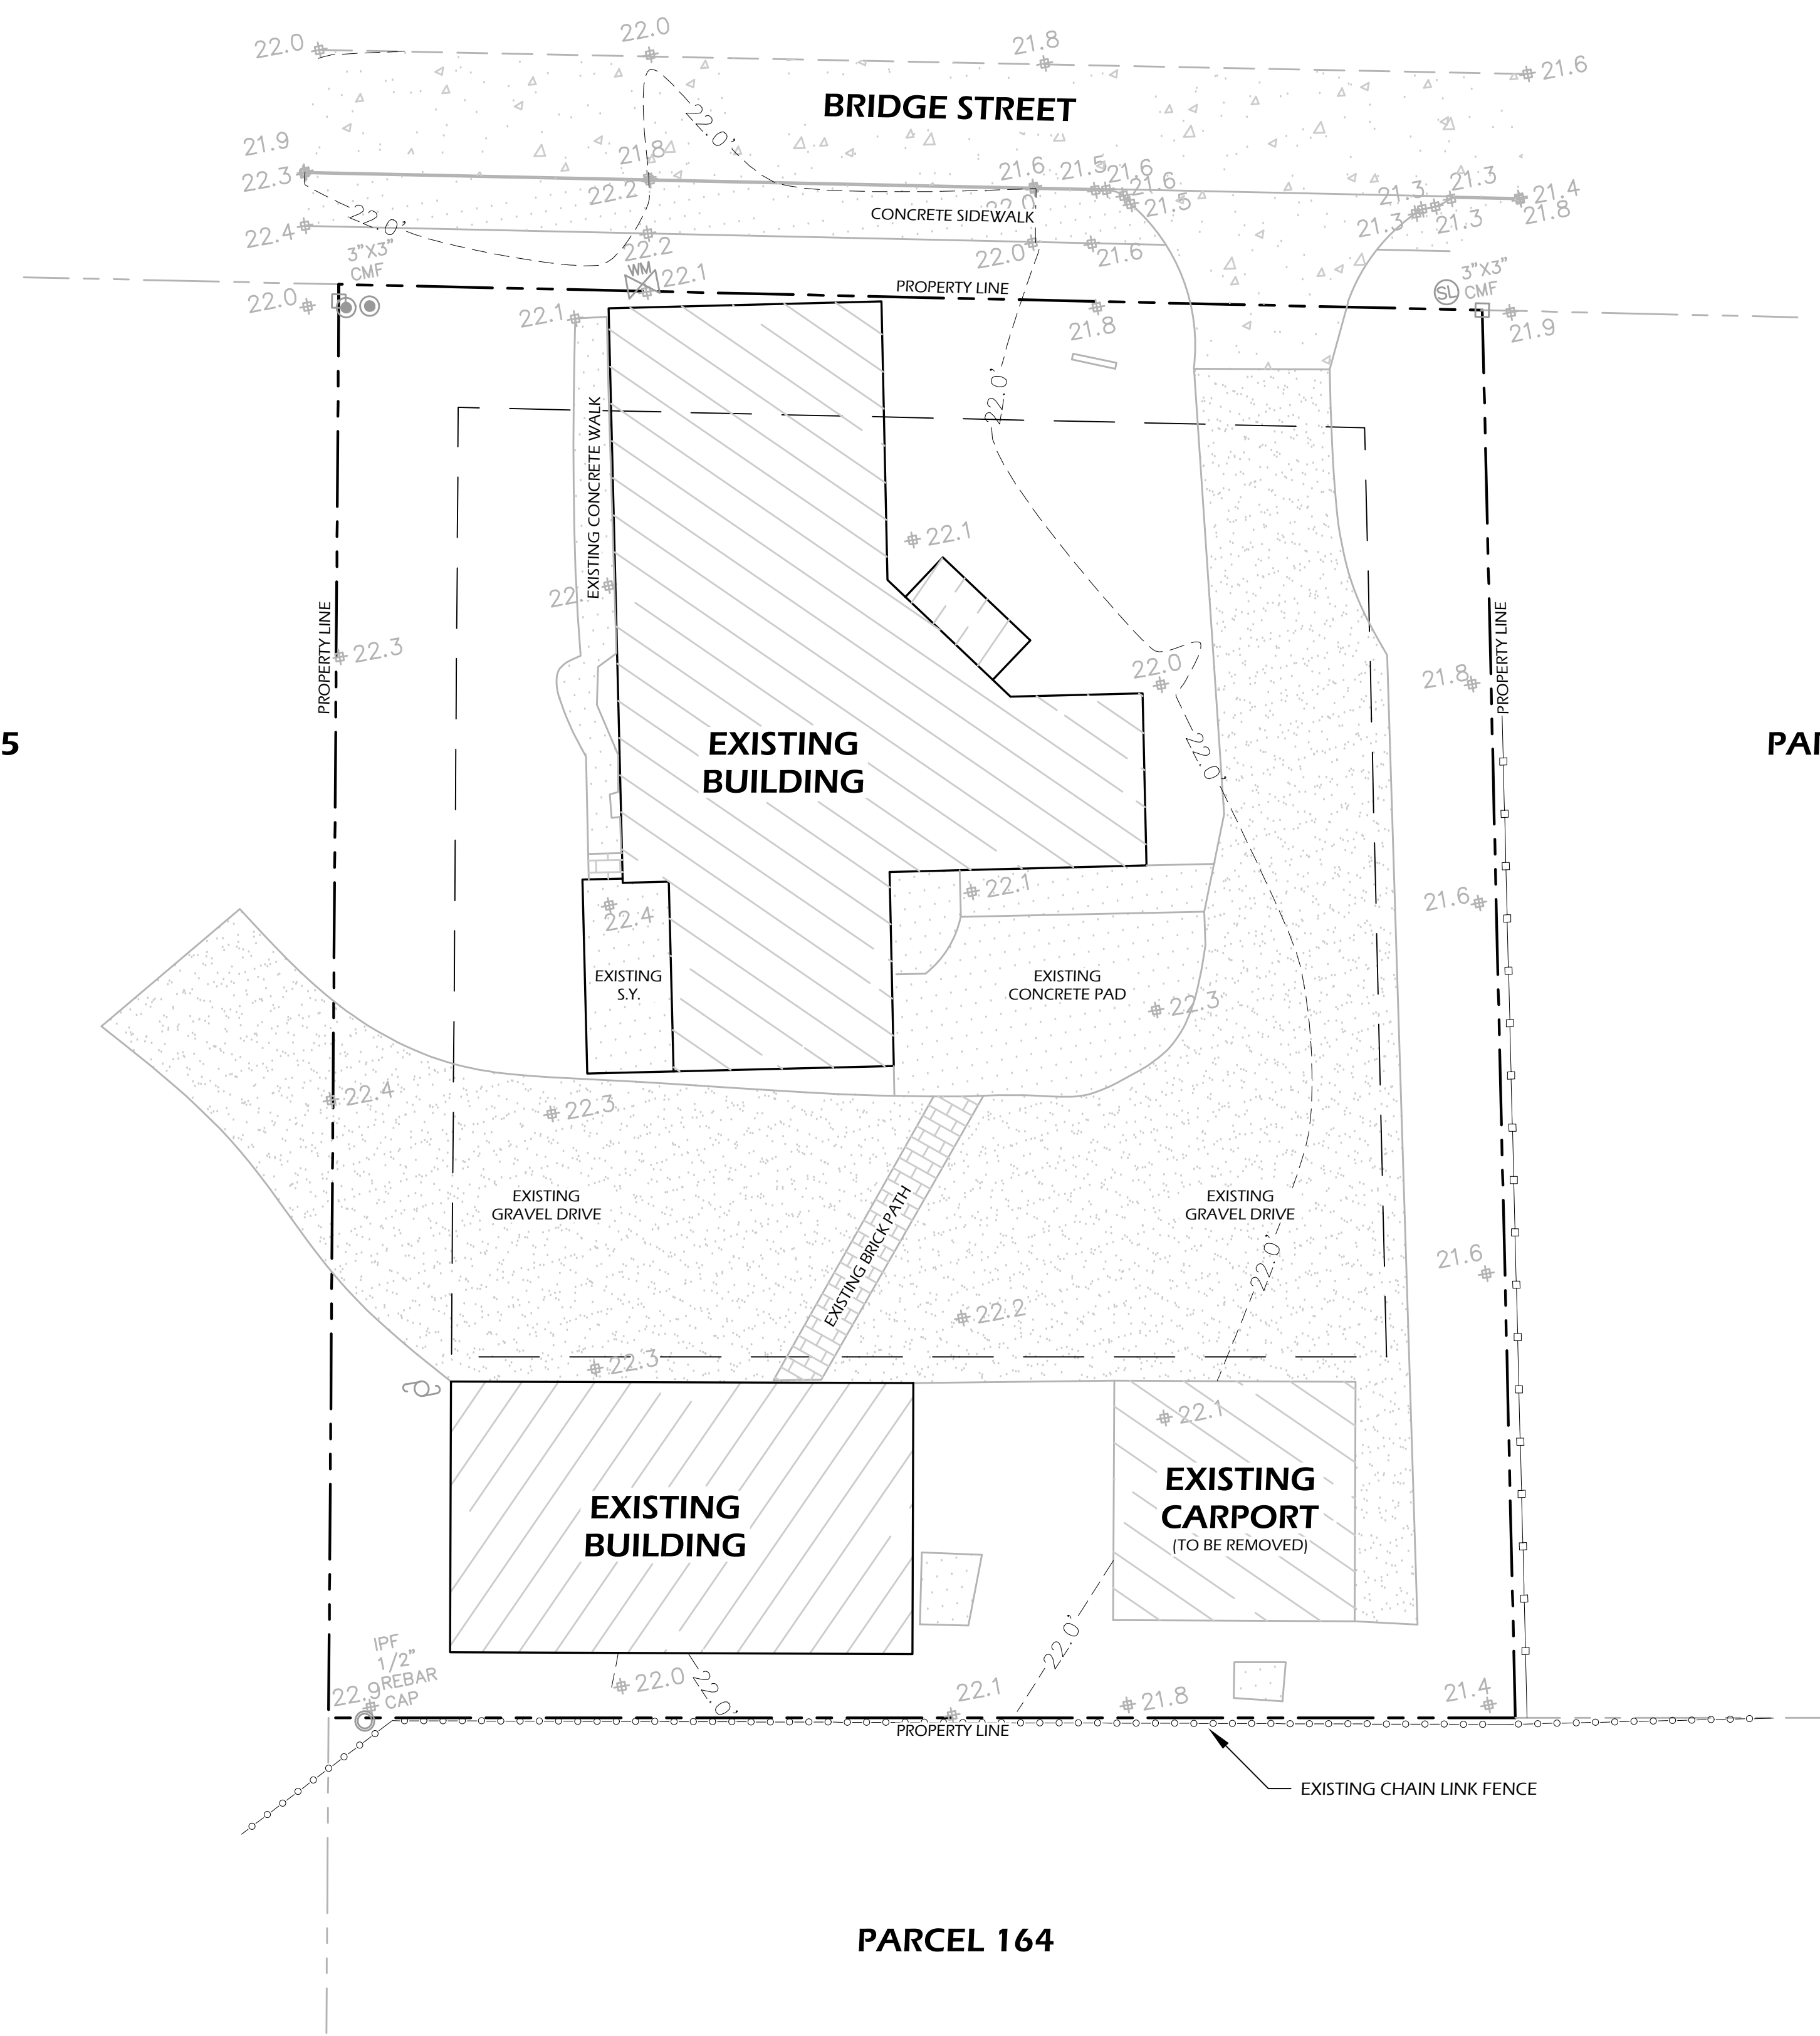 22.0
22.0
21.8
21.6
BRIDGE STREET
22.0'
21.9
22.3
21.8
22.2
21.6
22.0
21.5
21.6
21.6
21.5
21.3
21.3
21.3
21.3
21.4
21.8
22.0'
CONCRETE SIDEWALK
22.4
3"X3"
CMF
22.2
WM
22.1
22.0
21.6
3"X3"
CMF
SL
22.0
PROPERTY LINE
22.1
21.8
21.9
EXISTING CONCRETE WALK
22.0'
22.1
22.
PROPERTY LINE
22.3
22.0
21.8
PROPERTY LINE
5
EXISTING
BUILDING
22.0'
22.1
22.4
21.6
EXISTING
S.Y.
EXISTING
CONCRETE PAD
22.3
22.4
22.3
EXISTING
GRAVEL DRIVE
EXISTING BRICK PATH
EXISTING
GRAVEL DRIVE
22.0'
21.6
22.2
22.3
22.1
EXISTING
BUILDING
EXISTING
CARPORT
(TO BE REMOVED)
22.0'
IPF
1/2"
REBAR
CAP
22.9
22.0
22.0'
22.1
21.8
21.4
PROPERTY LINE
EXISTING CHAIN LINK FENCE
PARCEL 164